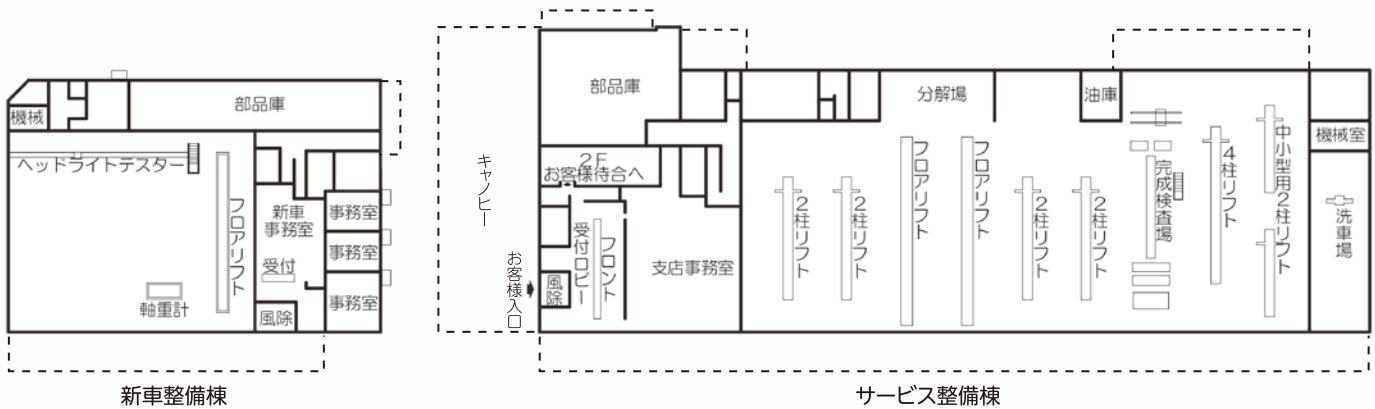 部品庫
機械
ヘッドライトテスター
フロアリフト
新車
事務室
事務室
事務室
事務室
受付
軸重計
風除
新車整備棟
キャノピー
お客様入口
部品庫
2F
お客様待合へ
受付ロビー
フロント
風除
支店事務室
分解場
油庫
2柱リフト
2柱リフト
フロアリフト
フロアリフト
2柱リフト
2柱リフト
完成検査場
4柱リフト
中小型用2柱リフト
機械室
洗車場
サービス整備棟